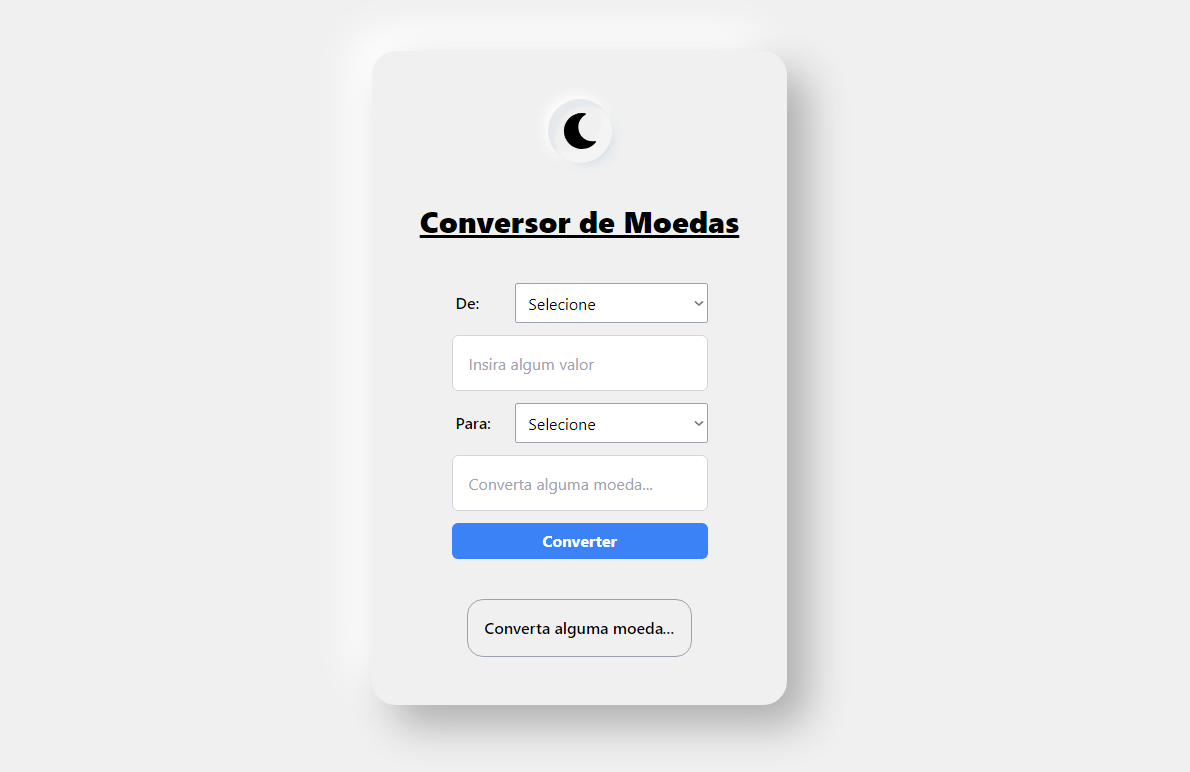 Conversor de Moedas
De: Selecione
Insira algum valor
Para: Selecione
Converta alguma moeda...
Converter
Converta alguma moeda...